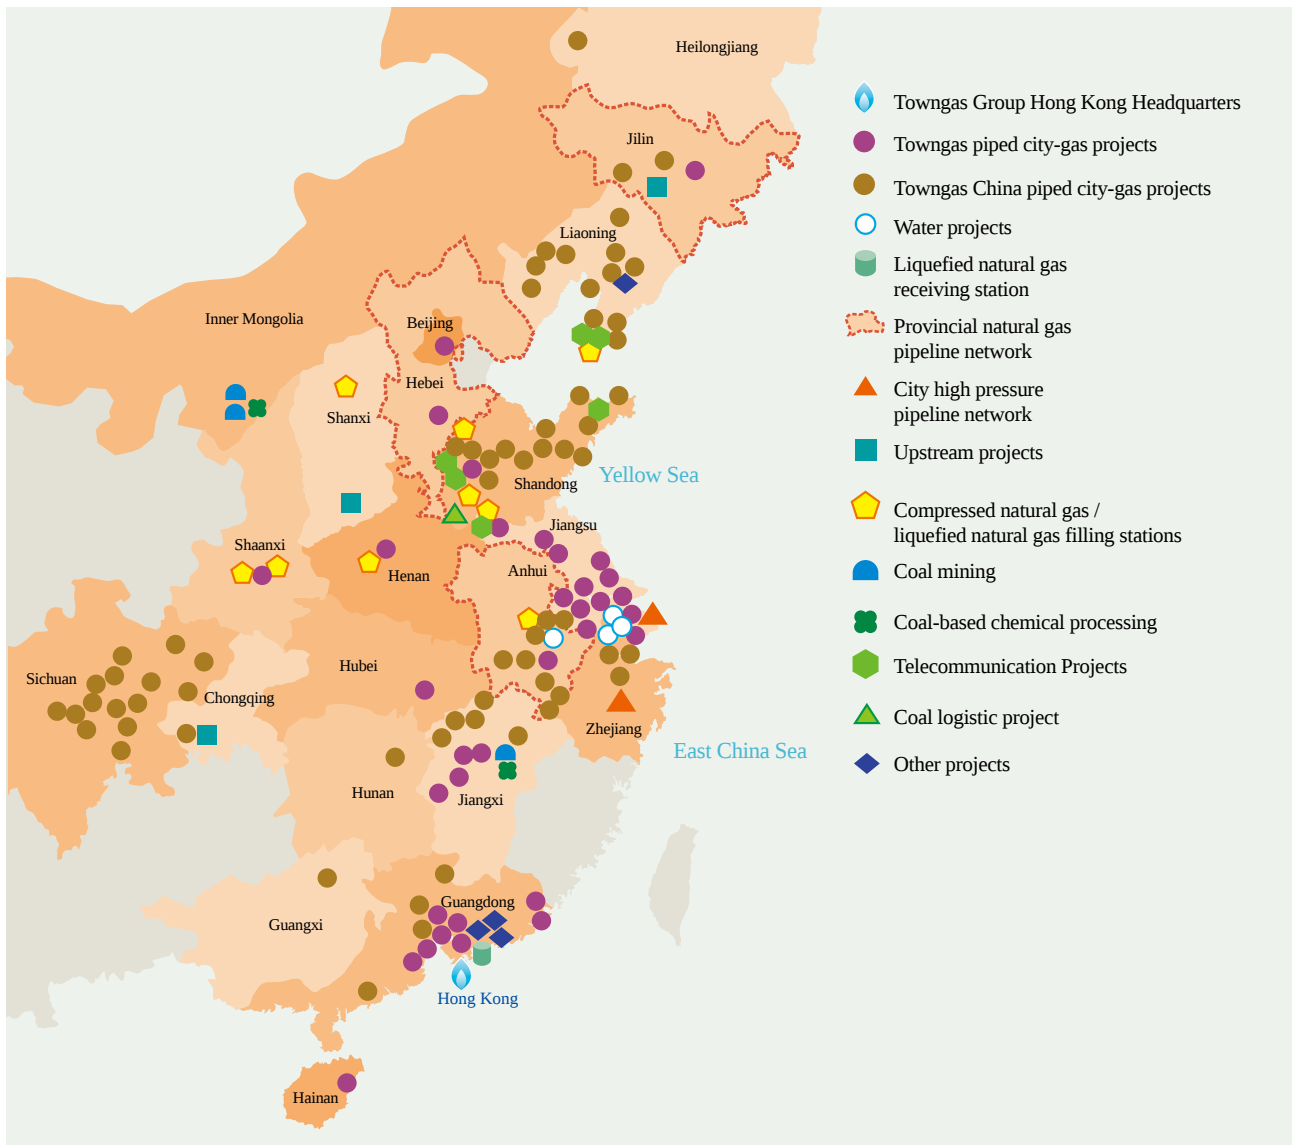 Heilongjiang
Jilin
Liaoning
Inner Mongolia
Beijing
Hebei
Shanxi
Yellow Sea
Shandong
Jiangsu
Shaanxi
Anhui
Henan
Hubei
Sichuan
Chongqing
Zhejiang
East China Sea
Hunan
Jiangxi
Guangdong
Guangxi
Hong Kong
Hainan
Towngas Group Hong Kong Headquarters
Towngas piped city-gas projects
Towngas China piped city-gas projects
Water projects
Liquefied natural gas
receiving station
Provincial natural gas
pipeline network
City high pressure
pipeline network
Upstream projects
Compressed natural gas /
liquefied natural gas filling stations
Coal mining
Coal-based chemical processing
Telecommunication Projects
Coal logistic project
Other projects